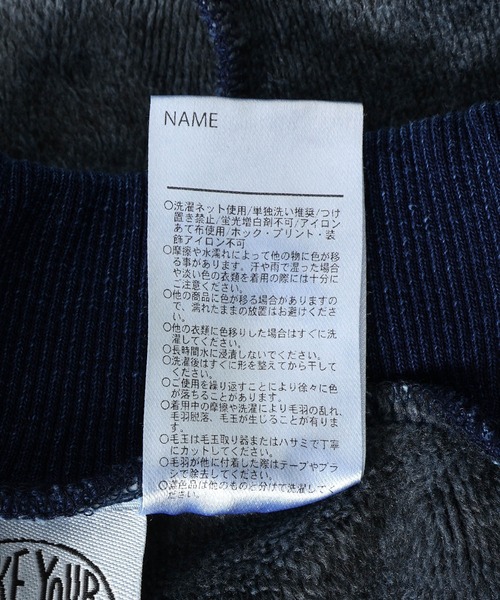 NAME
○洗濯ネット使用/単独洗い推奨/つけ
置き禁止/蛍光増白剤不可/アイロン
あて布使用/ホック・プリント・装
飾アイロン不可
○摩擦や水濡れによって他の物に色が移
る事があります。汗や雨で湿った場合
や淡い色の衣類を着用の際には十分に
ご注意ください。
○他の商品に色が移る場合がありますの
で、濡れたままの放置はお避けくださ
い。
○他の衣類に色移りした場合はすぐに洗
濯してください。
○長時間水に浸漬しないでください。
○洗濯後はすぐに形を整えてから干して
ください。
○ご使用を繰り返すことにより徐々に色
が落ちることがあります。
○着用中の摩擦や洗濯により毛羽の乱れ、
毛羽脱落、毛玉が生じることが有りま
す。
○毛玉は毛玉取り器またはハサミで丁寧
にカットしてください。
○毛羽が他に付着した際はテープやブラ
シで除去してください。
○濃色品は他のものと分けて洗濯してく
ださい。
KE YOUR